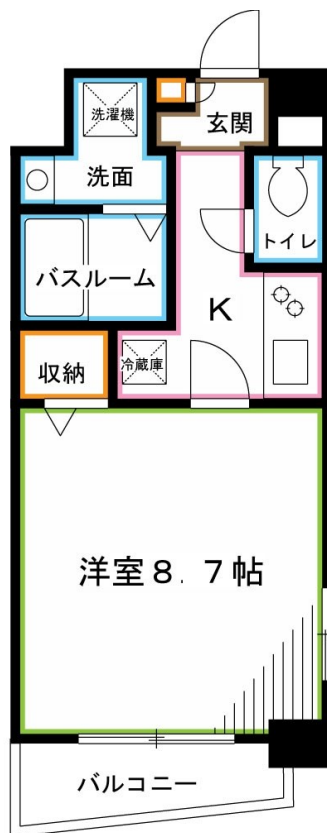 洗濯機
玄関
洗面
トイレ
バスルーム
K
収納
冷蔵庫
洋室8.7帖
バルコニー